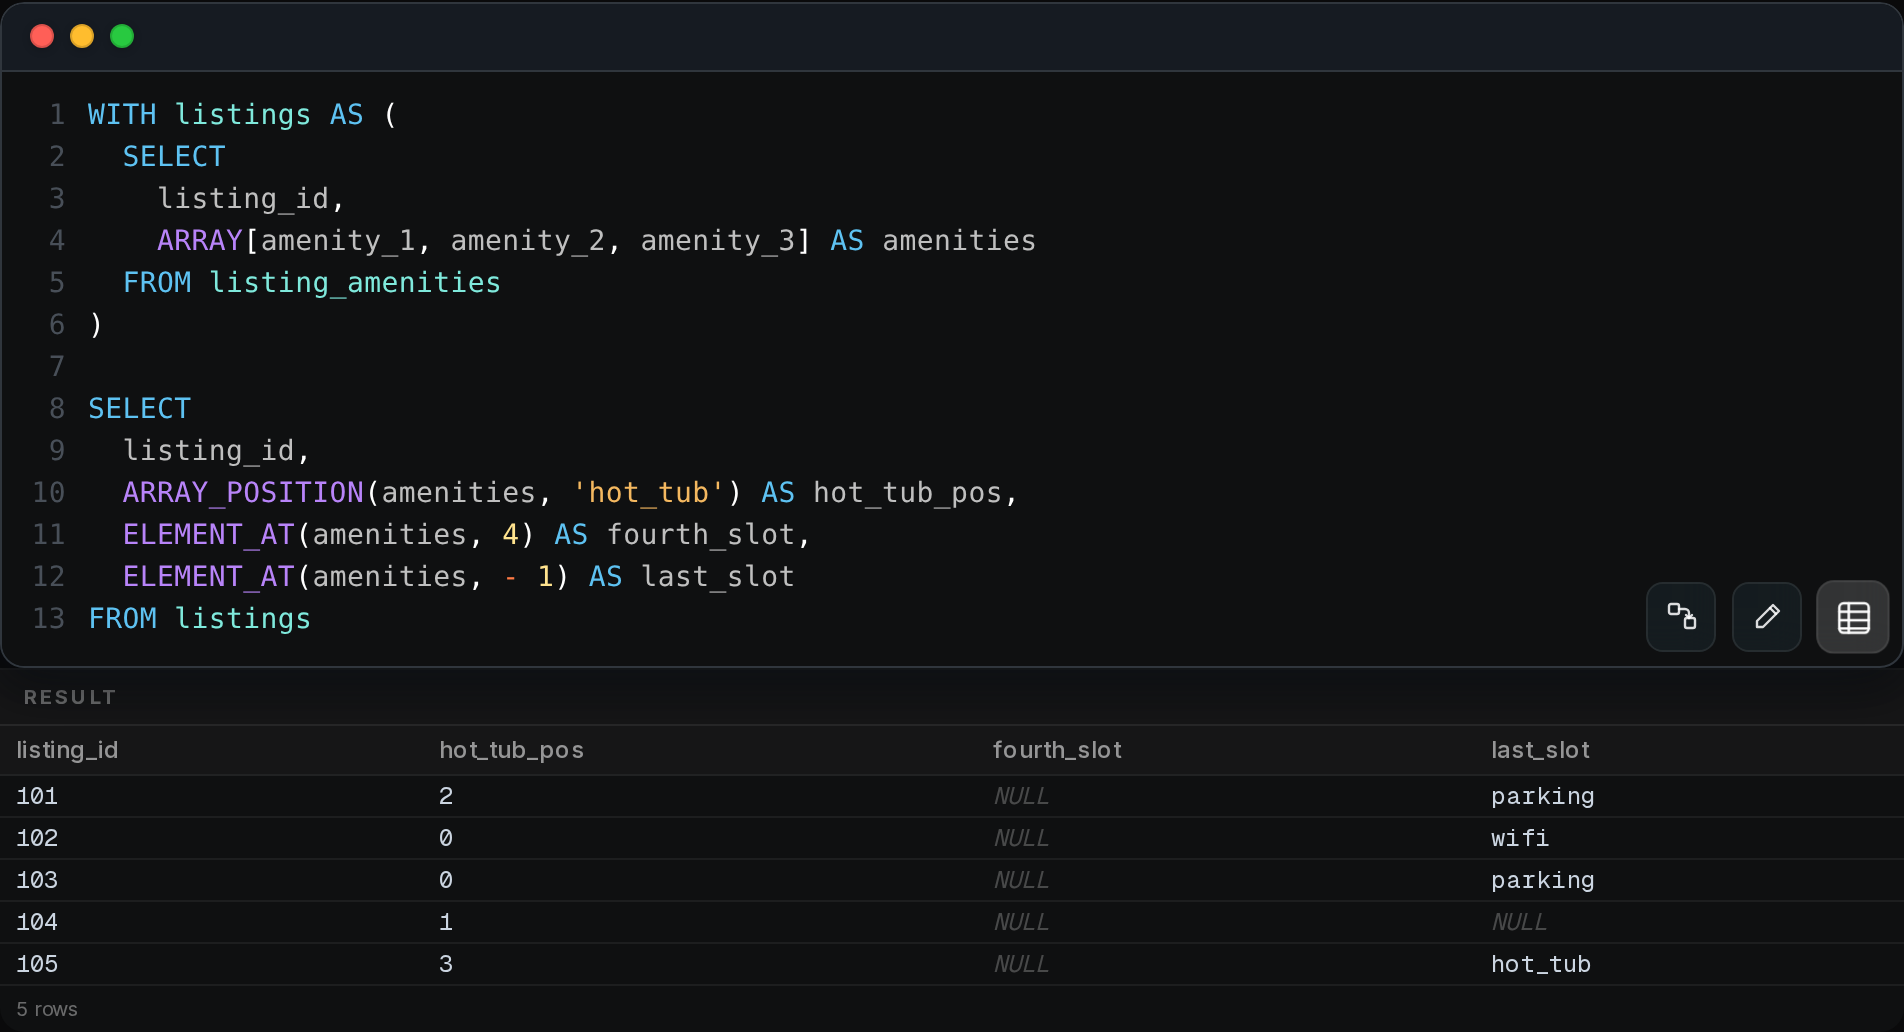 1 WITH listings AS (
2   SELECT
3     listing_id,
4     ARRAY[amenity_1, amenity_2, amenity_3] AS amenities
5   FROM listing_amenities
6 )
7
8 SELECT
9   listing_id,
10   ARRAY_POSITION(amenities, 'hot_tub') AS hot_tub_pos,
11   ELEMENT_AT(amenities, 4) AS fourth_slot,
12   ELEMENT_AT(amenities, - 1) AS last_slot
13 FROM listings
RESULT
listing_id hot_tub_pos fourth_slot last_slot
101 2 NULL parking
102 0 NULL wifi
103 0 NULL parking
104 1 NULL NULL
105 3 NULL hot_tub
5 rows